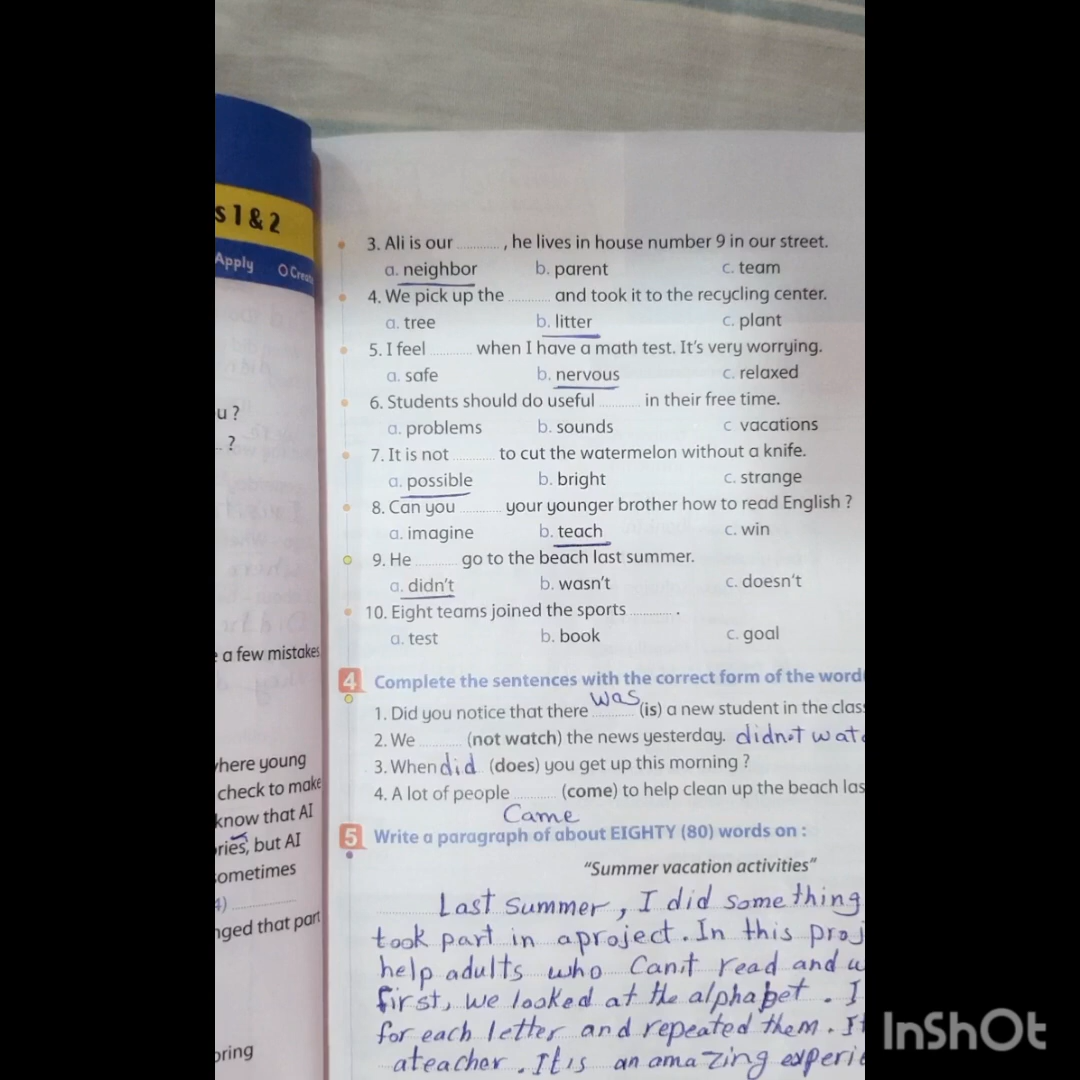 s 1 & 2
Apply O Create
u ?
?
e a few mistakes
where young
check to make
know that AI
ries, but AI
sometimes
4)
nged that part
oring
3. Ali is our ........... , he lives in house number 9 in our street.
a. neighbor b. parent c. team
4. We pick up the ........... and took it to the recycling center.
a. tree b. litter c. plant
5. I feel ........... when I have a math test. It's very worrying.
a. safe b. nervous c. relaxed
6. Students should do useful ........... in their free time.
a. problems b. sounds c vacations
7. It is not ........... to cut the watermelon without a knife.
a. possible b. bright c. strange
8. Can you ........... your younger brother how to read English ?
a. imagine b. teach c. win
9. He ........... go to the beach last summer.
a. didn't b. wasn't c. doesn't
10. Eight teams joined the sports ........... .
a. test b. book c. goal
4 Complete the sentences with the correct form of the word
1. Did you notice that there was (is) a new student in the clas
2. We ........... (not watch) the news yesterday. didnot wat
3. When did (does) you get up this morning ?
4. A lot of people ........... (come) to help clean up the beach las
Came
5 Write a paragraph of about EIGHTY (80) words on :
"Summer vacation activities"
Last summer, I did something
took part in aproject. In this proj
help adults who Can't read and w
first, we looked at the alphabet. I
for each letter and repeated them. It
ateacher. It is an amazing experie
InShOt